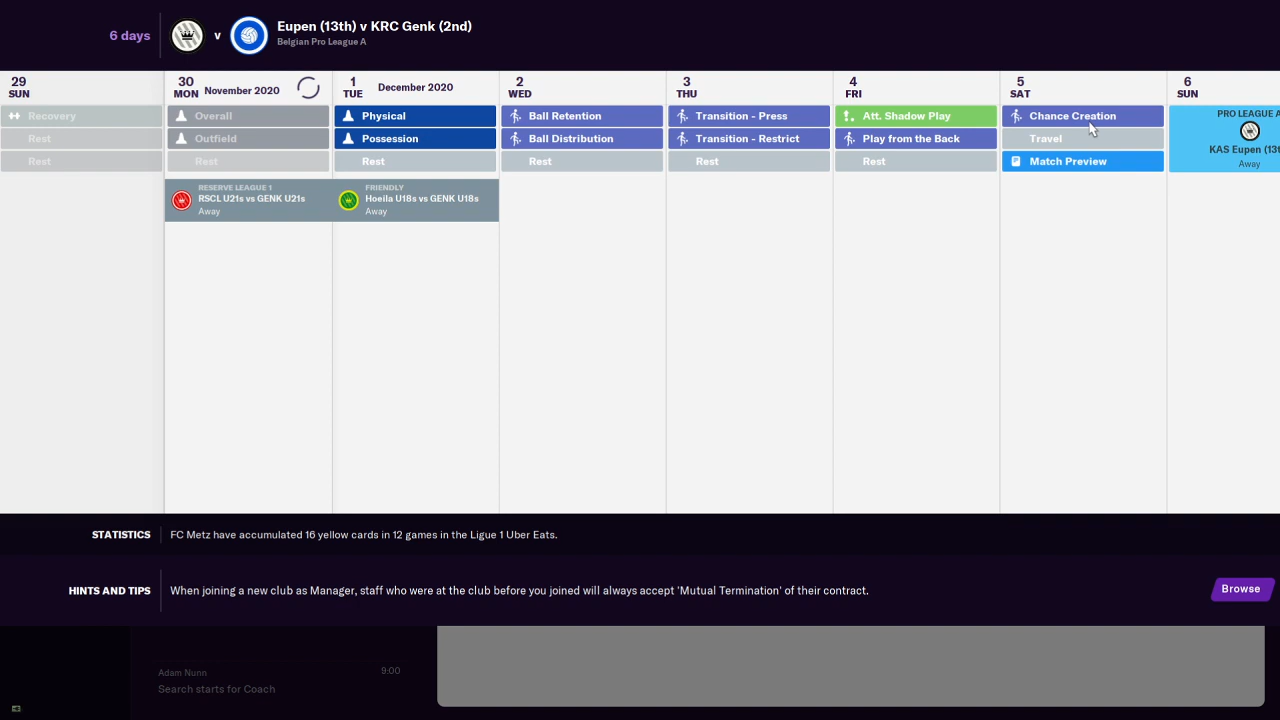 6 days
v
Eupen (13th) v KRC Genk (2nd)
Belgian Pro League A
29
SUN
30
MON
November 2020
1
TUE
December 2020
2
WED
3
THU
4
FRI
5
SAT
6
SUN
Recovery
Rest
Rest
Overall
Outfield
Rest
RESERVE LEAGUE 1
RSCL U21s vs GENK U21s
Away
Physical
Possession
Rest
FRIENDLY
Hoeila U18s vs GENK U18s
Away
Ball Retention
Ball Distribution
Rest
Transition - Press
Transition - Restrict
Rest
Att. Shadow Play
Play from the Back
Rest
Chance Creation
Travel
Match Preview
PRO LEAGUE A
KAS Eupen (13t
Away
STATISTICS
FC Metz have accumulated 16 yellow cards in 12 games in the Ligue 1 Uber Eats.
HINTS AND TIPS
When joining a new club as Manager, staff who were at the club before you joined will always accept 'Mutual Termination' of their contract.
Browse
Adam Nunn
9:00
Search starts for Coach